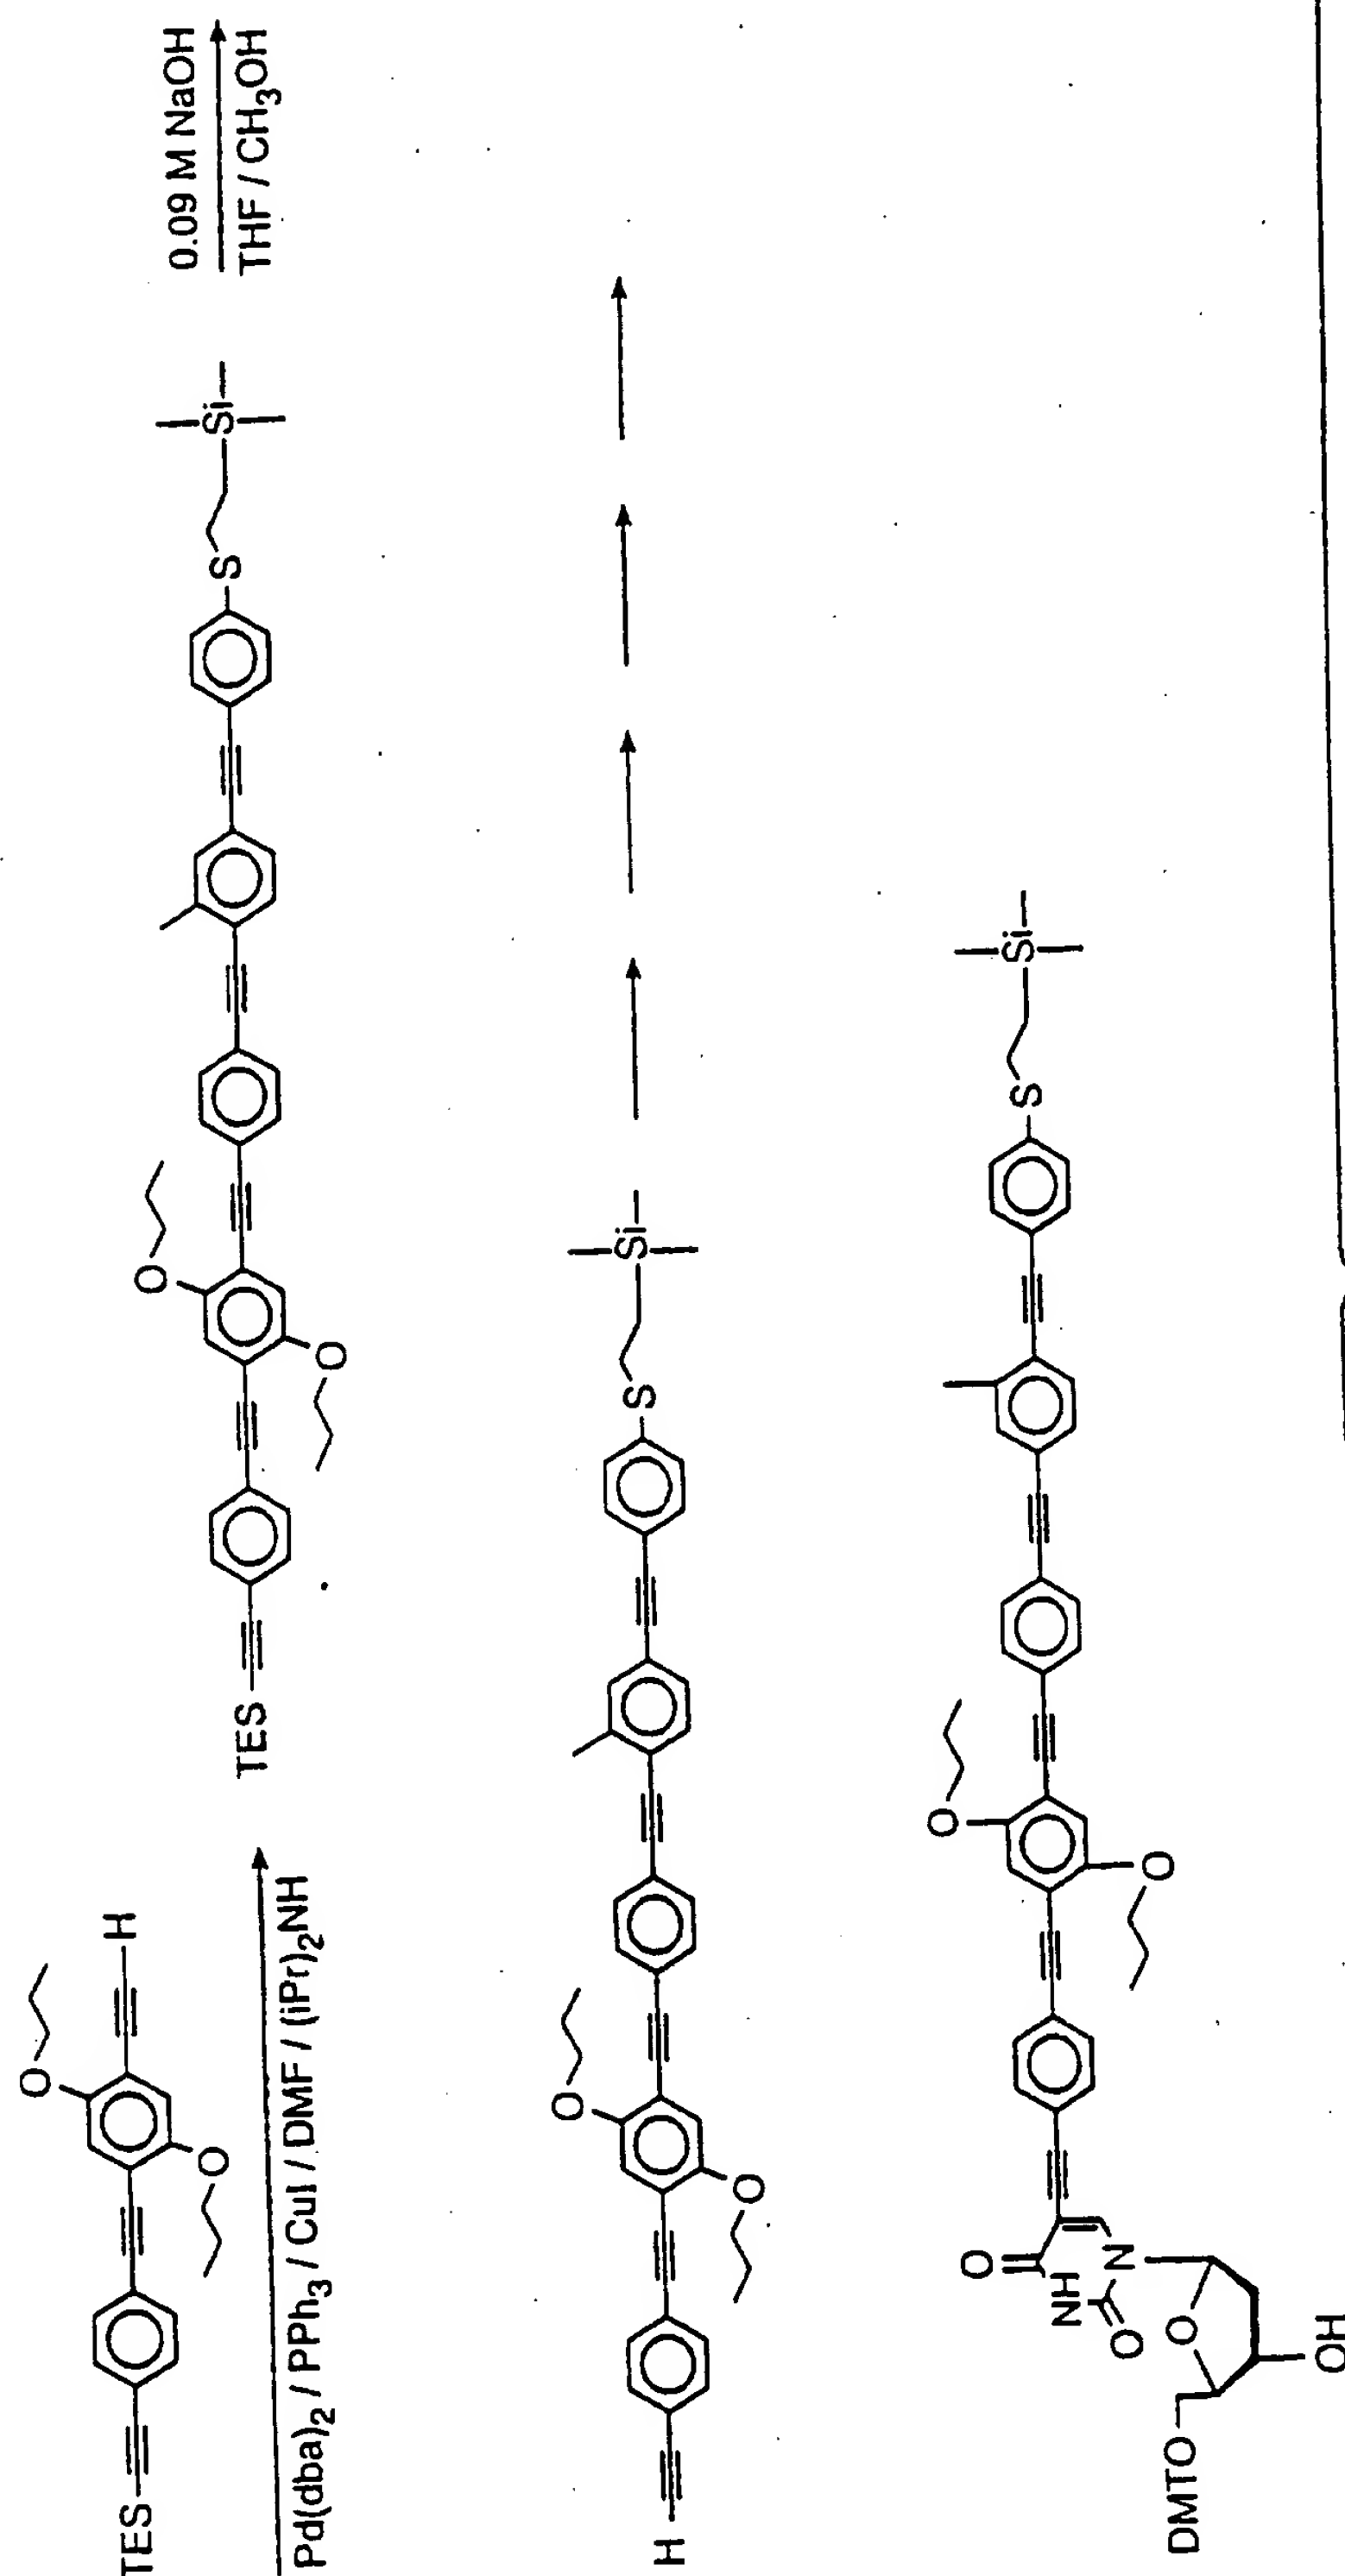 O
TES
H
O
Pd(dba)2 / PPh3 / CuI / DMF / (iPr)2NH
O
TES
O
S
Si
0.09 M NaOH
THF / CH3OH
O
H
O
S
Si
O
O
O
NH
N
O
O
DMTO
OH
S
Si